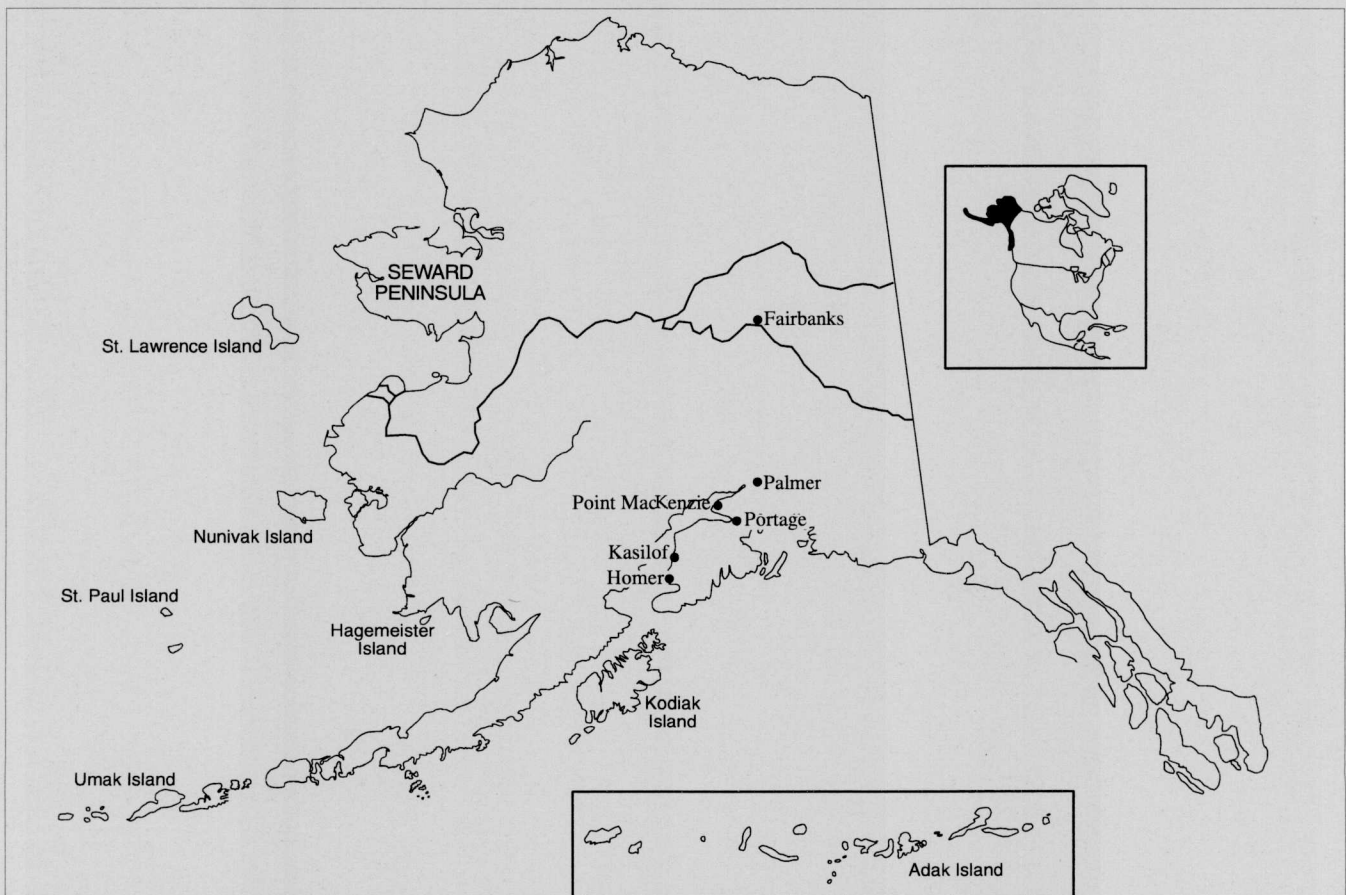 SEWARD
PENINSULA
St. Lawrence Island
Fairbanks
Palmer
Point MacKenzie
Portage
Nunivak Island
Kasilof
Homer
St. Paul Island
Hagemeister
Island
Kodiak
Island
Umak Island
Adak Island